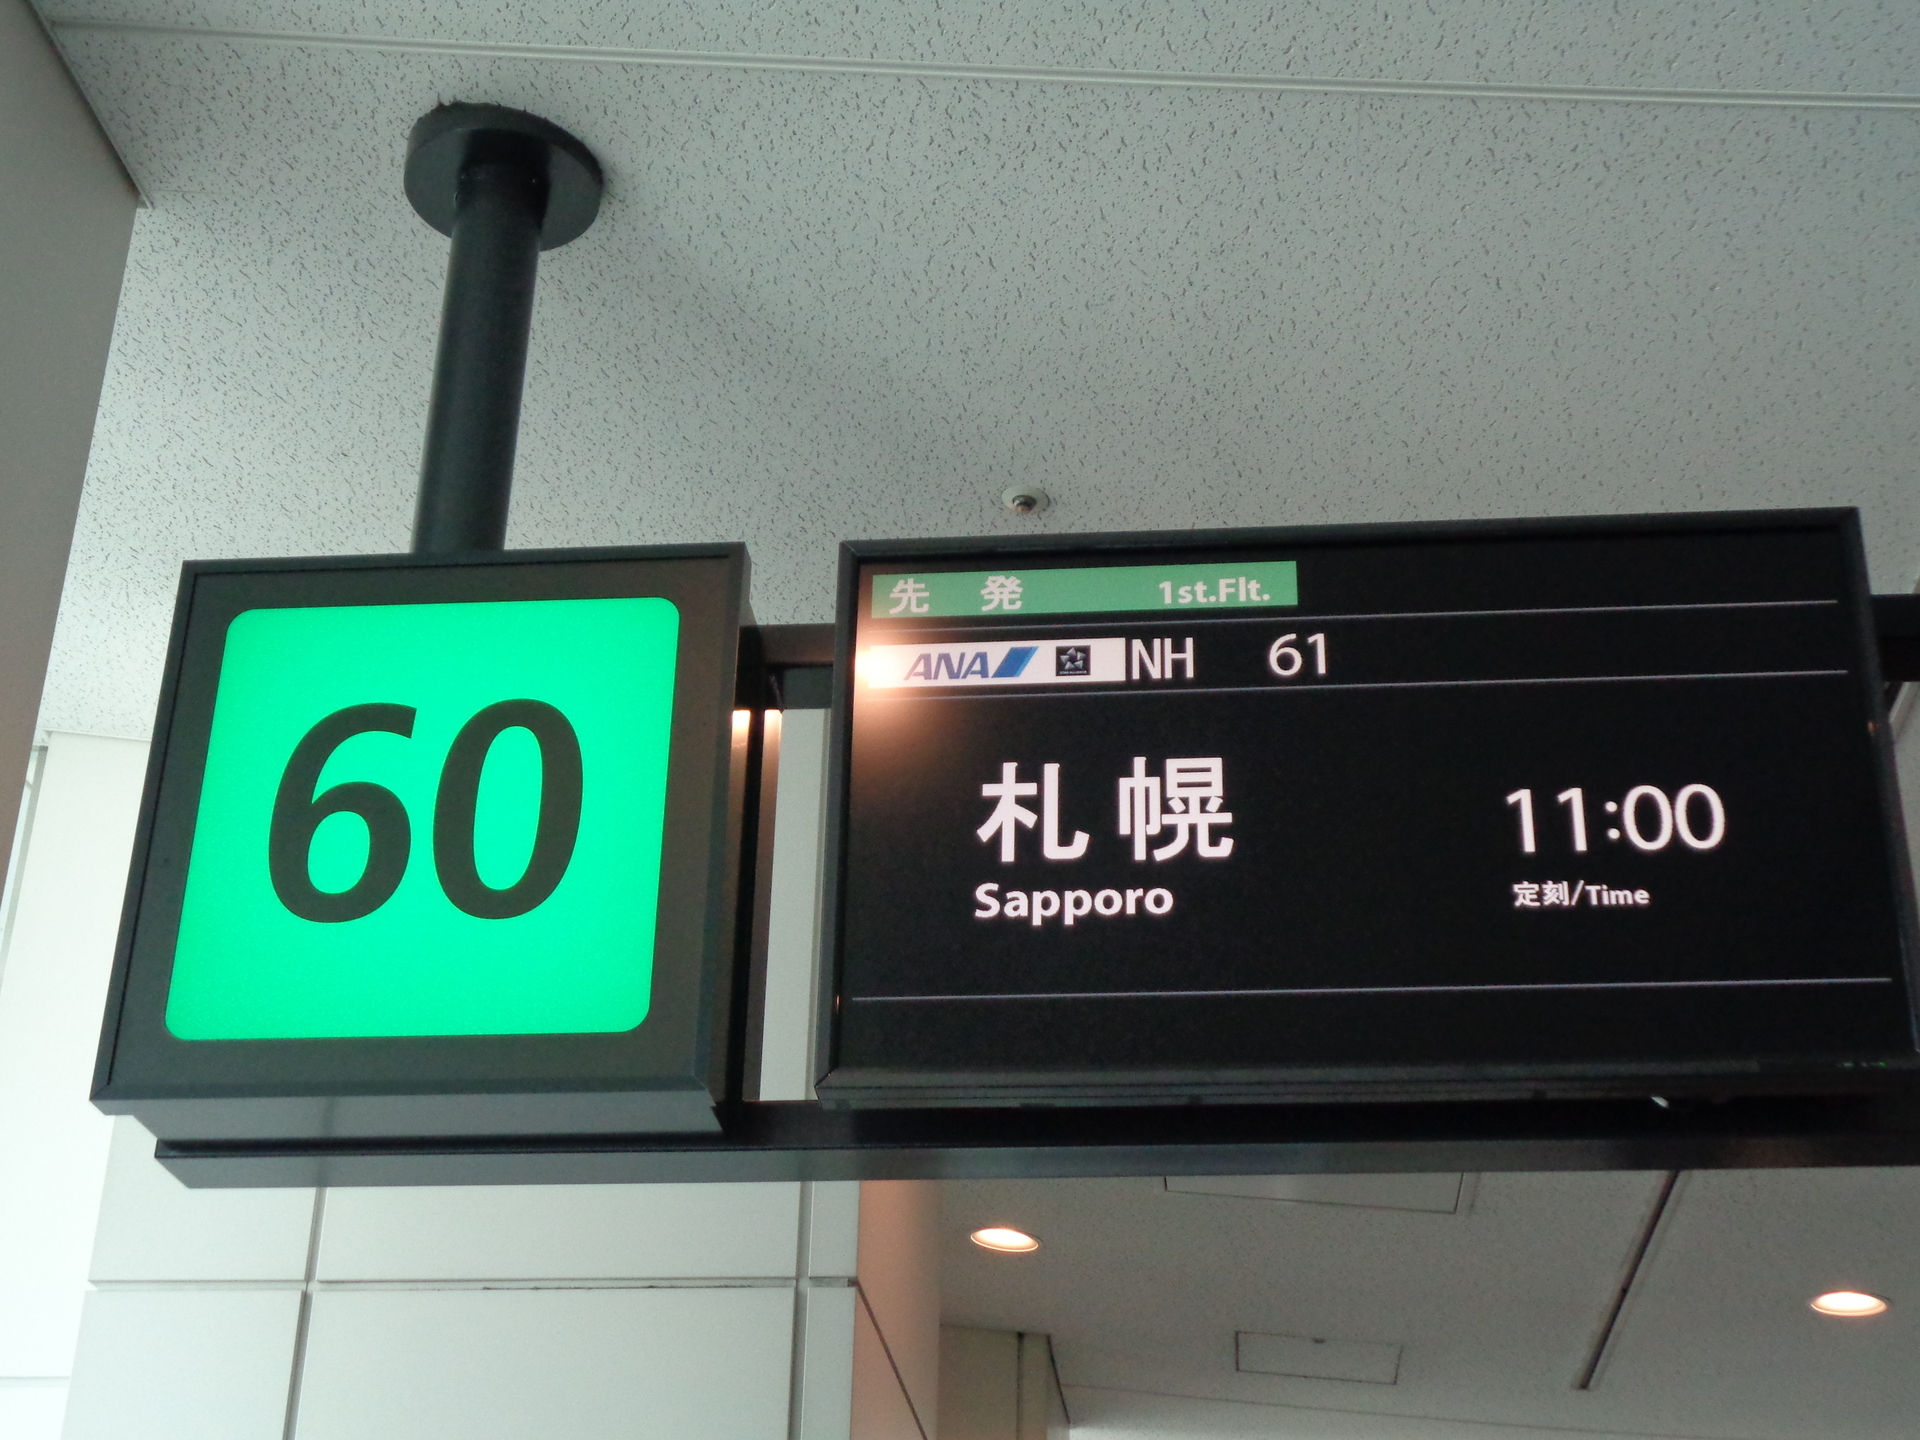 60
先 発 1st.Flt.
ANA NH 61
札幌 11:00
Sapporo 定刻/Time